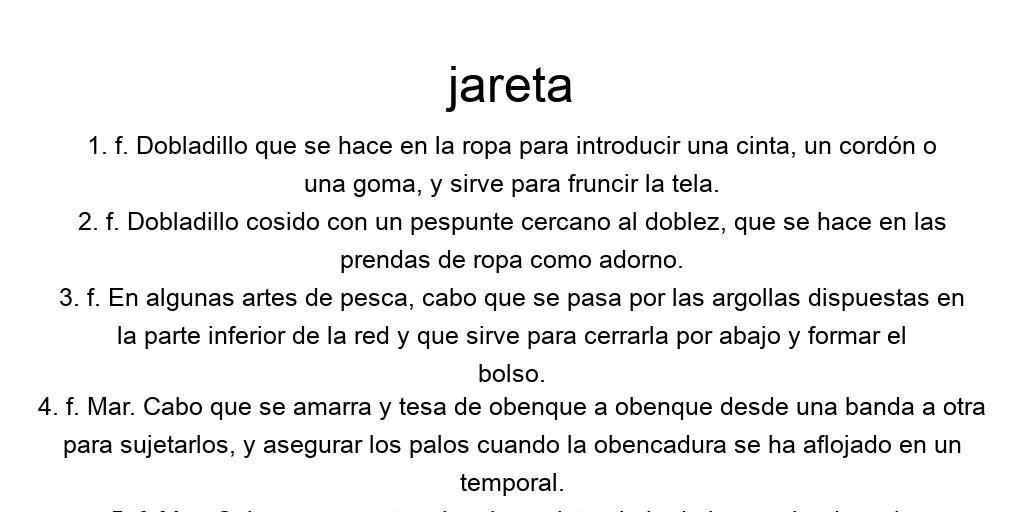 jareta
1. f. Dobladillo que se hace en la ropa para introducir una cinta, un cordón o
una goma, y sirve para fruncir la tela.
2. f. Dobladillo cosido con un pespunte cercano al doblez, que se hace en las
prendas de ropa como adorno.
3. f. En algunas artes de pesca, cabo que se pasa por las argollas dispuestas en
la parte inferior de la red y que sirve para cerrarla por abajo y formar el
bolso.
4. f. Mar. Cabo que se amarra y tesa de obenque a obenque desde una banda a otra
para sujetarlos, y asegurar los palos cuando la obencadura se ha aflojado en un
temporal.